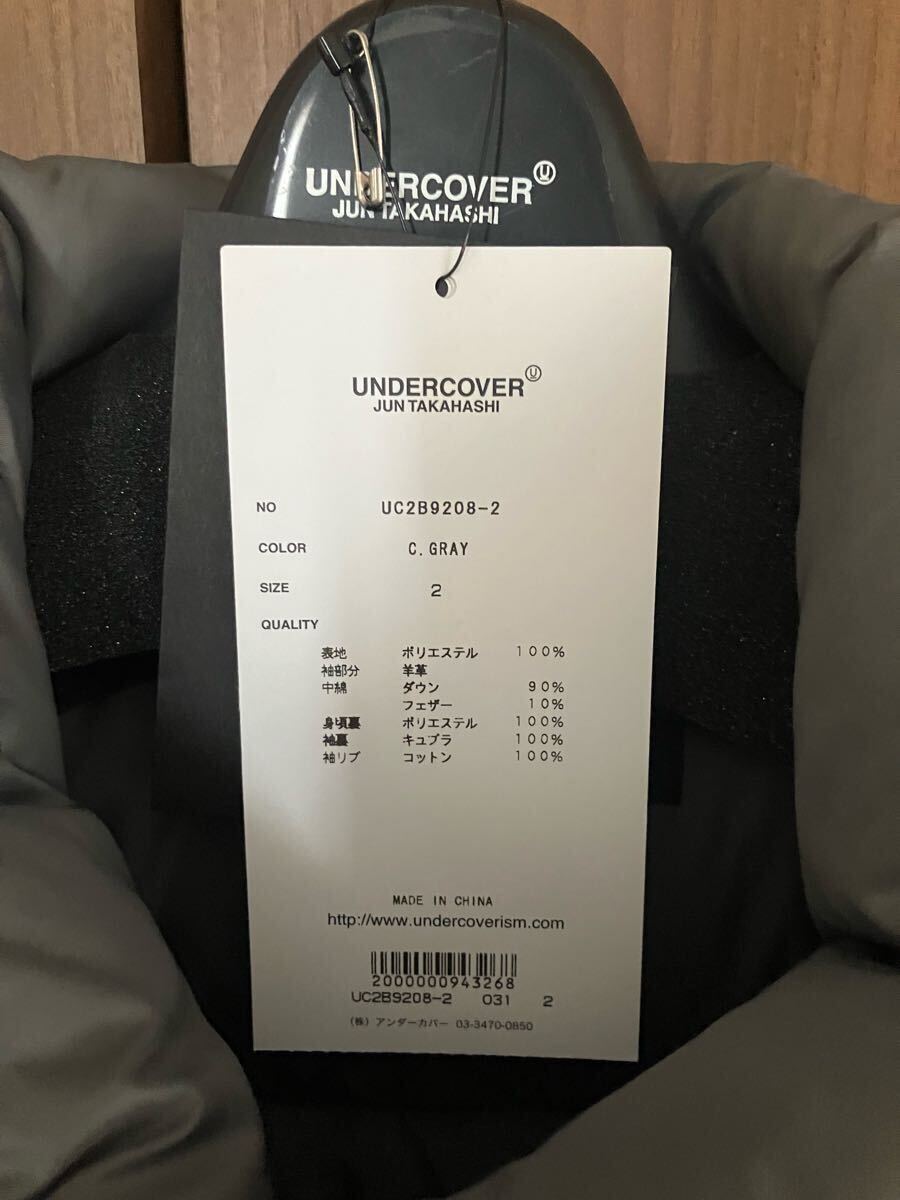 UNDERCOVER Ⓤ
JUN TAKAHASHI
UNDERCOVER Ⓤ
JUN TAKAHASHI
NO UC2B9208-2
COLOR C.GRAY
SIZE 2
QUALITY
表地 ポリエステル 100%
袖部分 羊革
中綿 ダウン 90%
フェザー 10%
身頃裏 ポリエステル 100%
袖裏 キュプラ 100%
袖リブ コットン 100%
MADE IN CHINA
http://www.undercoverism.com
2000000943268
UC2B9208-2 031 2
(株) アンダーカバー 03-3470-0850